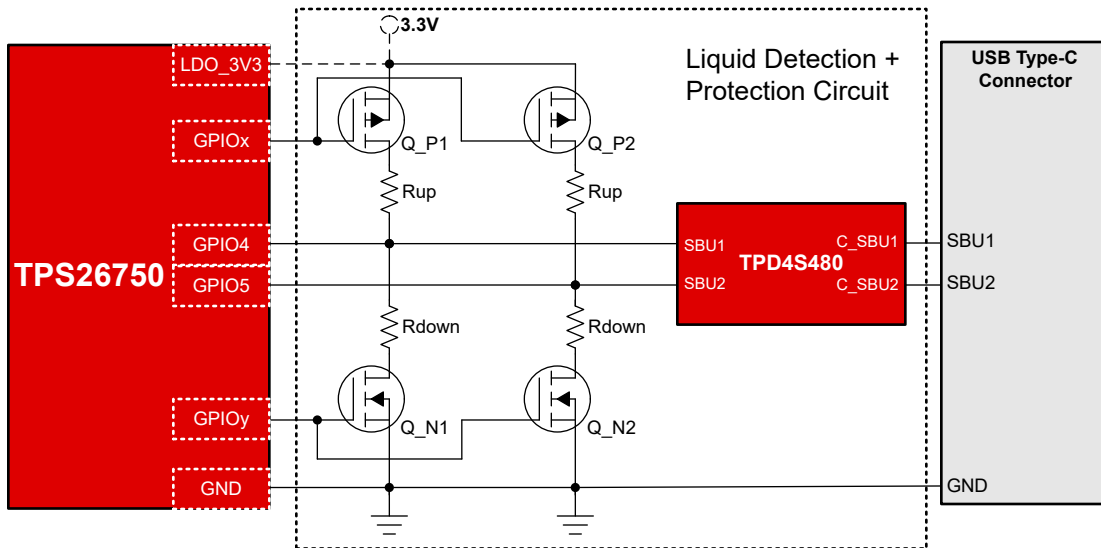 3.3V
LDO_3V3
Liquid Detection +
Protection Circuit
USB Type-C
Connector
GPIOx
Q_P1
Q_P2
Rup
Rup
GPIO4
SBU1
C_SBU1
SBU1
TPS26750
TPD4S480
GPIO5
SBU2
C_SBU2
SBU2
Rdown
Rdown
GPIOy
Q_N1
Q_N2
GND
GND